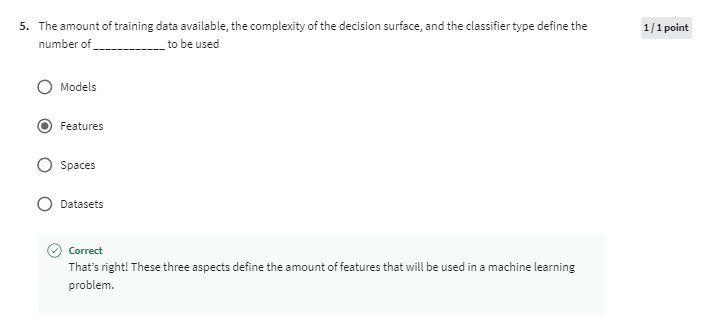 5. The amount of training data available, the complexity of the decision surface, and the classifier type define the
1 / 1 point
number of ____________ to be used
Models
Features
Spaces
Datasets
Correct
That's right! These three aspects define the amount of features that will be used in a machine learning
problem.